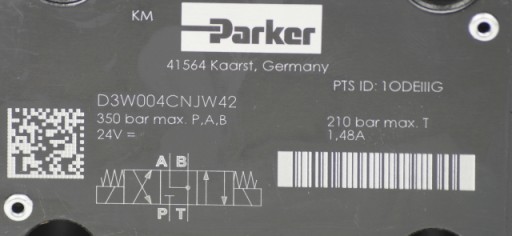 KM
Parker
41564 Kaarst, Germany
PTS ID: 1ODEIIIG
D3W004CNJW42
350 bar max. P,A,B
210 bar max. T
24V =
1,48A
A B
P T